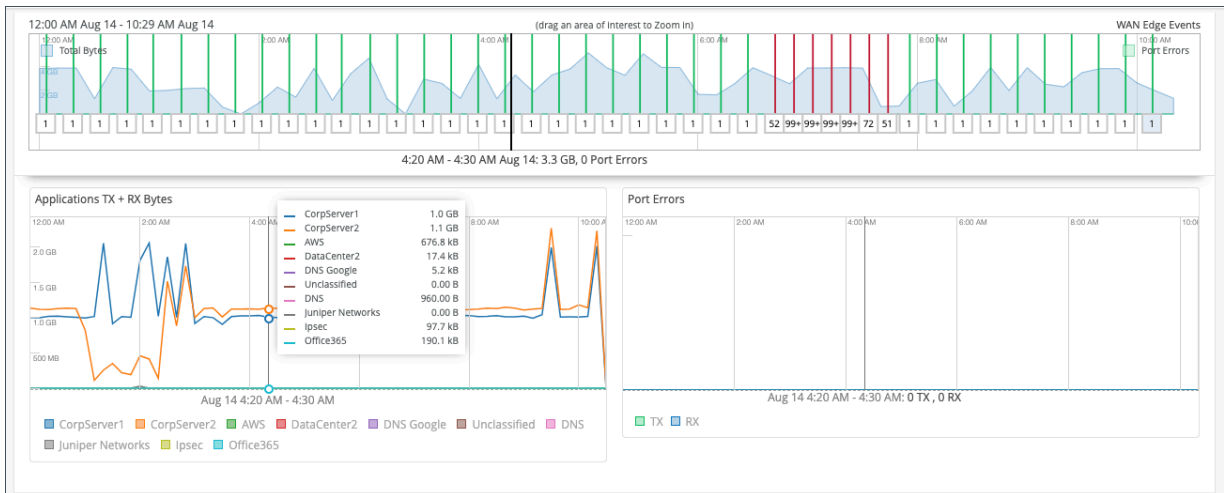 12:00 AM Aug 14 - 10:29 AM Aug 14 (drag an area of interest to Zoom in) WAN Edge Events
12:00 AM 2:00 AM 4:00 AM 6:00 AM 8:00 AM 10:00 AM
Total Bytes Port Errors
2 GB
1 1 1 1 1 1 1 1 1 1 1 1 1 1 1 1 1 1 1 1 1 1 1 1 1 1 1 52 99+ 99+ 99+ 99+ 72 51 1 1 1 1 1 1 1 1 1 1
4:20 AM - 4:30 AM Aug 14: 3.3 GB, 0 Port Errors
Applications TX + RX Bytes
12:00 AM 2:00 AM 4:00 AM 8:00 AM 10:00 A
2.0 GB
1.5 GB
1.0 GB
500 MB
CorpServer1 1.0 GB
CorpServer2 1.1 GB
AWS 676.8 kB
DataCenter2 17.4 kB
DNS Google 5.2 kB
Unclassified 0.00 B
DNS 960.00 B
Juniper Networks 0.00 B
Ipsec 97.7 kB
Office365 190.1 kB
Aug 14 4:20 AM - 4:30 AM
CorpServer1 CorpServer2 AWS DataCenter2 DNS Google Unclassified DNS
Juniper Networks Ipsec Office365
Port Errors
12:00 AM 2:00 AM 4:00 AM 6:00 AM 8:00 AM 10:0
Aug 14 4:20 AM - 4:30 AM: 0 TX , 0 RX
TX RX